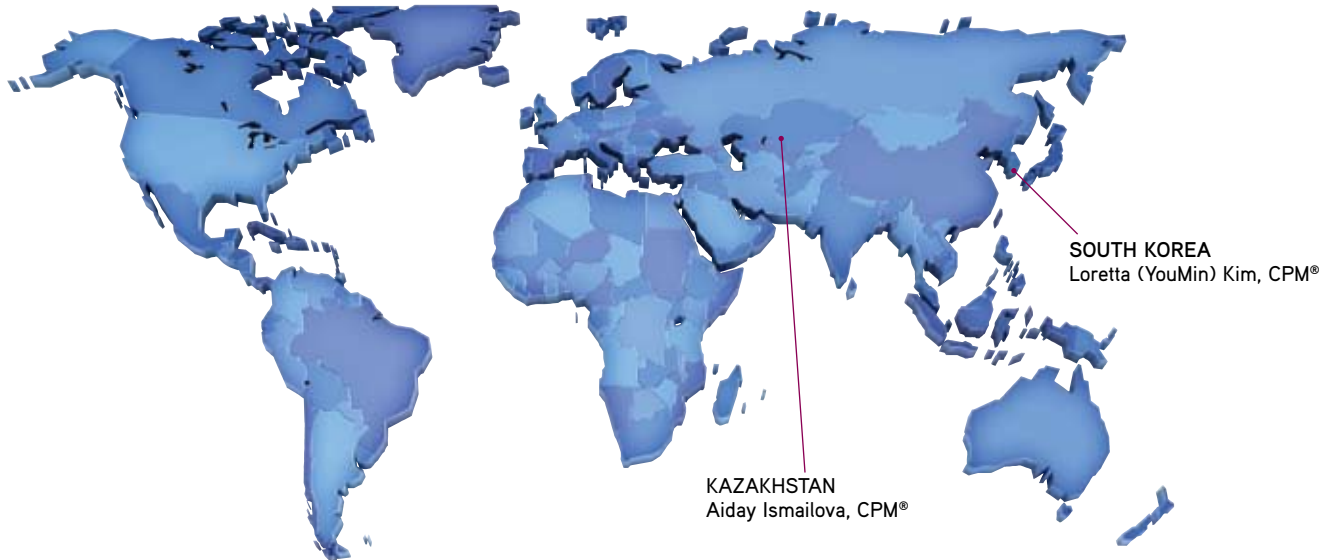 SOUTH KOREA
Loretta (YouMin) Kim, CPM®
KAZAKHSTAN
Aiday Ismailova, CPM®